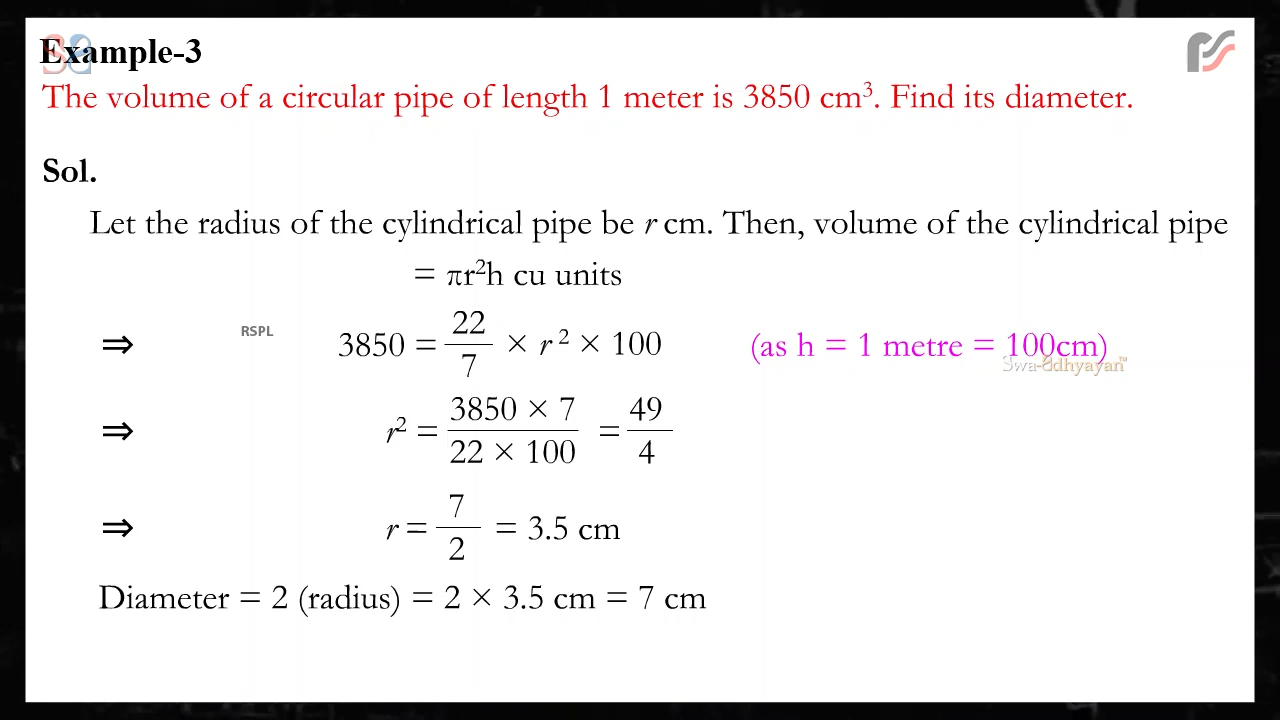 Example-3
The volume of a circular pipe of length 1 meter is 3850 cm³. Find its diameter.
Sol.
Let the radius of the cylindrical pipe be r cm. Then, volume of the cylindrical pipe
= πr²h cu units
⇒ RSPL 3850 = 22/7 × r² × 100 (as h = 1 metre = 100cm)
Swa-adhyayan™
⇒ r² = 3850 × 7 / 22 × 100 = 49/4
⇒ r = 7/2 = 3.5 cm
Diameter = 2 (radius) = 2 × 3.5 cm = 7 cm